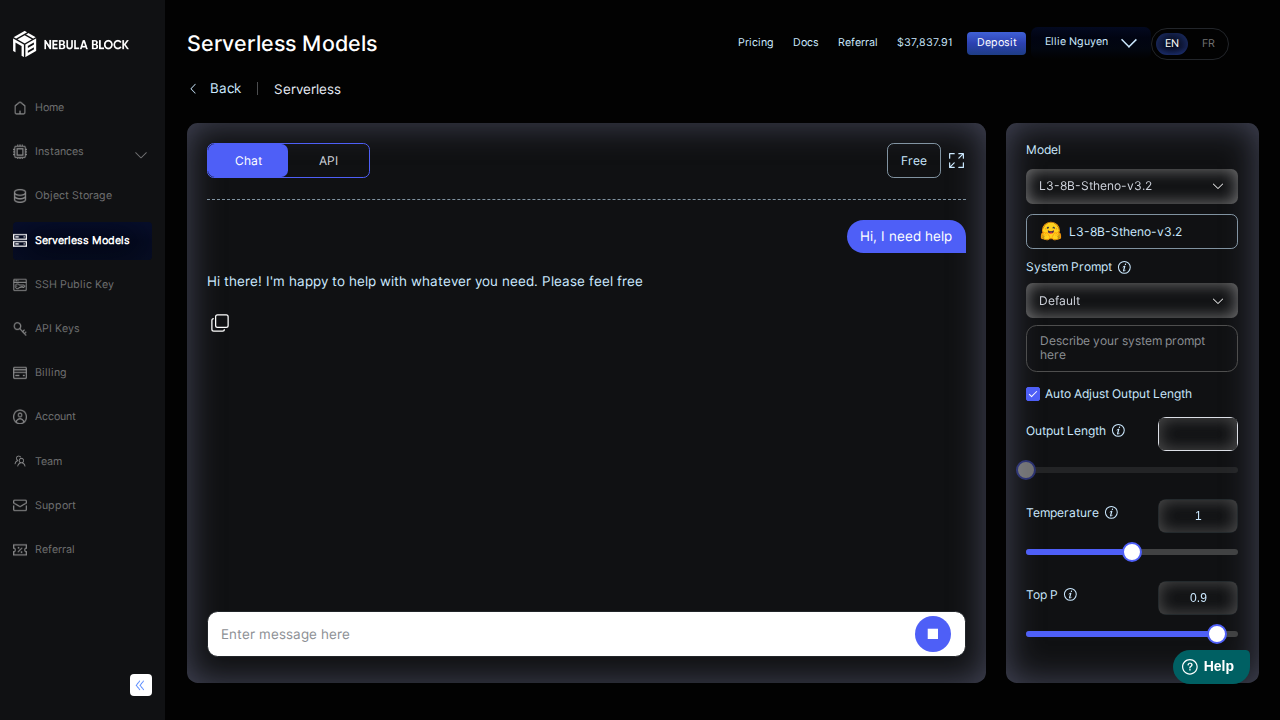 NEBULA BLOCK
Home
Instances
Object Storage
Serverless Models
SSH Public Key
API Keys
Billing
Account
Team
Support
Referral
Serverless Models
Pricing
Docs
Referral
$37,837.91
Deposit
Ellie Nguyen
EN
FR
Back
Serverless
Chat
API
Free
Hi, I need help
Hi there! I'm happy to help with whatever you need. Please feel free
Enter message here
Model
L3-8B-Stheno-v3.2
L3-8B-Stheno-v3.2
System Prompt
Default
Describe your system prompt
here
Auto Adjust Output Length
Output Length
Temperature
1
Top P
0.9
Help